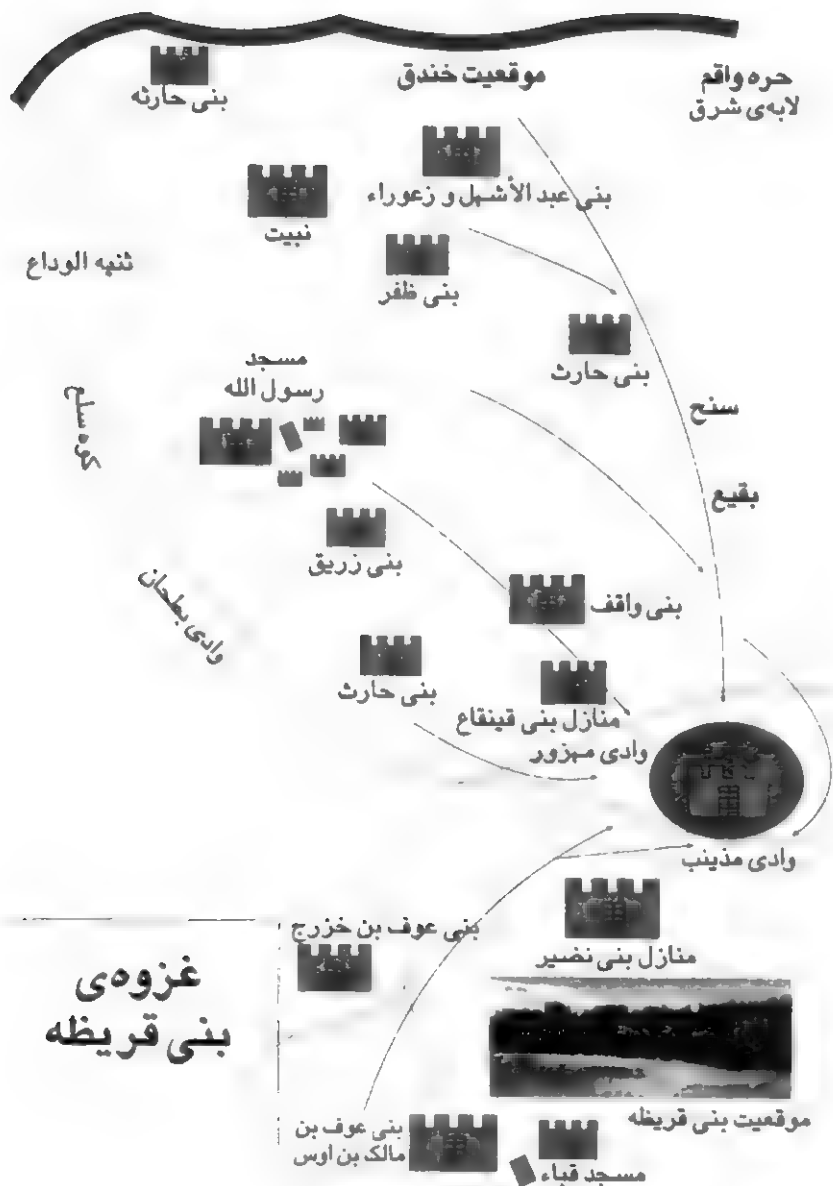 موقعیت خندق
حره واقم
لابه‌ی شرق
بنی حارثه
بنی عبد الأشهل و زعوراء
نبیت
بنی ظفر
ثنیه الوداع
بنی حارث
مسجد
رسول الله
کوه سلع
سنح
بقیع
بنی زریق
وادی بطحان
بنی واقف
بنی حارث
منازل بنی قینقاع
وادی مهزور
وادی مذینب
منازل بنی نضیر
بنی عوف بن خزرج
غزوه‌ی
بنی قریظه
موقعیت بنی قریظه
بنی عوف بن
مالک بن اوس
مسجد قباء